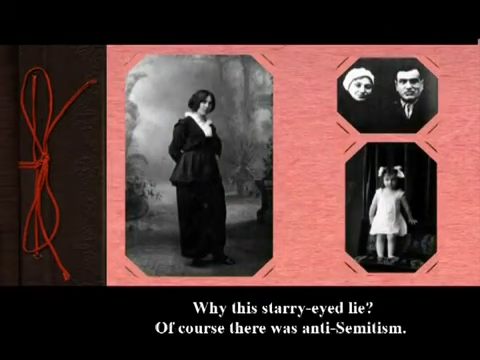 Why this starry-eyed lie?
Of course there was anti-Semitism.